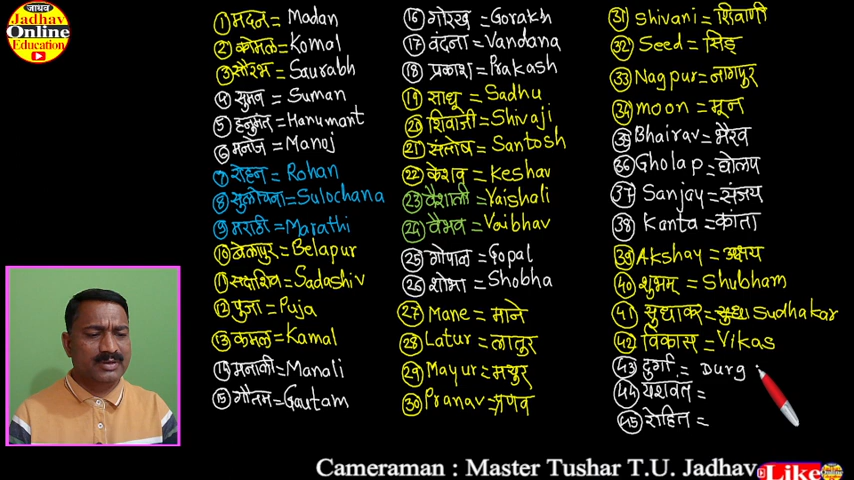 जाधव
Jadhav
Online
Education
① मदन = Madan
② कोमल = Komal
③ सौरभ = Saurabh
④ सुमन = Suman
⑤ हनुमंत = Hanumant
⑥ मनोज = Manoj
⑦ रोहन = Rohan
⑧ सुलोचना = Sulochana
⑨ मराठी = Marathi
⑩ बेलापुर = Belapur
⑪ सदाशिव = Sadashiv
⑫ पुजा = Puja
⑬ कमल = Kamal
⑭ मनाली = Manali
⑮ गौतम = Gautam
⑯ गोरख = Gorakh
⑰ वंदना = Vandana
⑱ प्रकाश = Prakash
⑲ साधू = Sadhu
⑳ शिवाजी = Shivaji
㉑ संतोष = Santosh
㉒ केशव = Keshav
㉓ वैशाली = Vaishali
㉔ वैभव = Vaibhav
㉕ गोपाल = Gopal
㉖ शोभा = Shobha
㉗ Mane = माने
㉘ Latur = लातुर
㉙ Mayur = मयुर
㉚ Pranav = प्रणव
㉛ Shivani = शिवाणी
㉜ Seed = सिड्
㉝ Nagpur = नागपुर
㉞ moon = मून
㉟ Bhairav = भैरव
㊱ Gholap = घोलप
㊲ Sanjay = संजय
㊳ Kanta = कांता
㊴ Akshay = अक्षय
㊵ शुभम् = Shubham
㊶ सुधाकर = Sudhakar
㊷ विकास = Vikas
㊸ दुर्गा = Durg
㊹ यशवंत =
㊺ रोहित =
Cameraman : Master Tushar T.U. Jadhav
Like